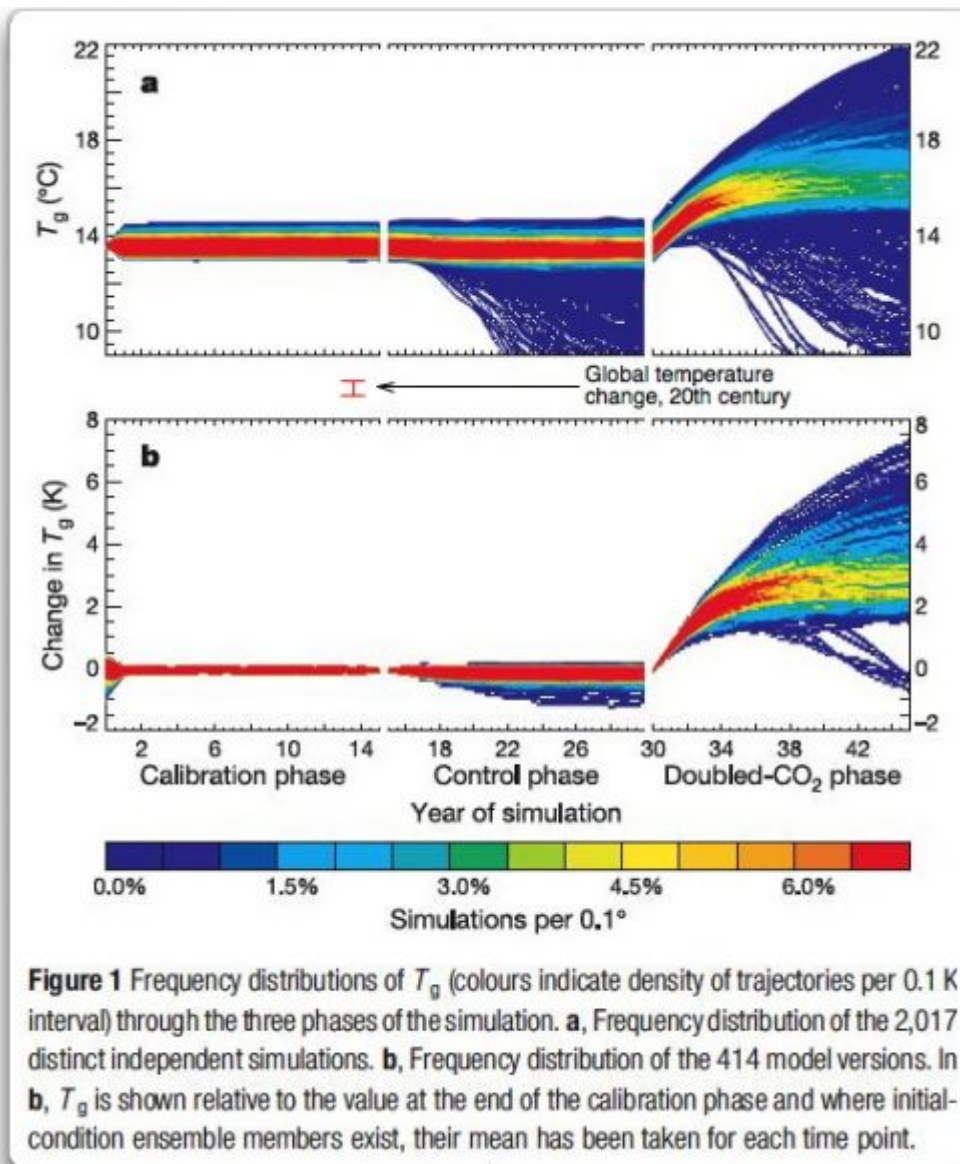 22
18
14
10
T_g (°C)
a
22
18
14
10
Global temperature
change, 20th century
8
6
4
2
0
–2
Change in T_g (K)
b
8
6
4
2
0
–2
2 6 10 14 18 22 26 30 34 38 42
Calibration phase Control phase Doubled-CO₂ phase
Year of simulation
0.0% 1.5% 3.0% 4.5% 6.0%
Simulations per 0.1°
Figure 1 Frequency distributions of T_g (colours indicate density of trajectories per 0.1 K
interval) through the three phases of the simulation. a, Frequency distribution of the 2,017
distinct independent simulations. b, Frequency distribution of the 414 model versions. In
b, T_g is shown relative to the value at the end of the calibration phase and where initial-
condition ensemble members exist, their mean has been taken for each time point.